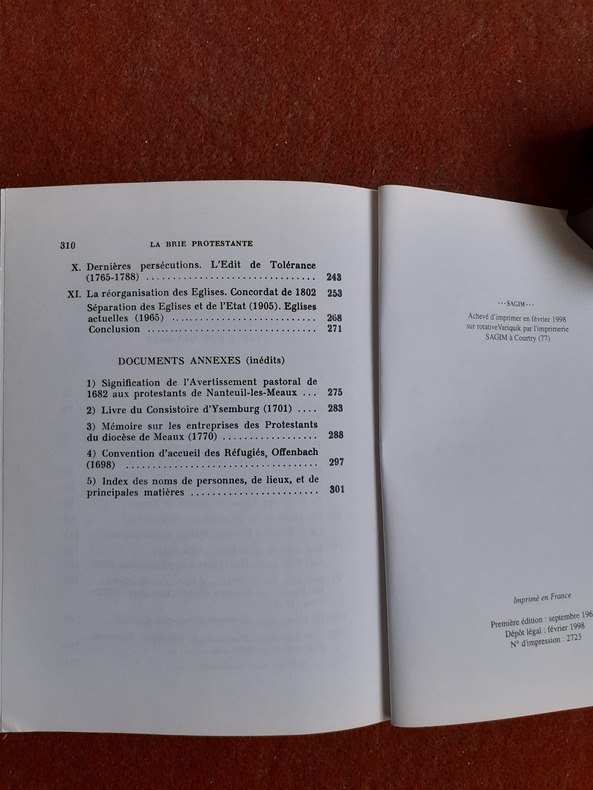 310 LA BRIE PROTESTANTE
X. Dernières persécutions. L'Edit de Tolérance
(1765-1788) ................................ 243
XI. La réorganisation des Eglises. Concordat de 1802 253
Séparation des Eglises et de l'Etat (1905). Eglises
actuelles (1965) ........................... 268
Conclusion ................................ 271
DOCUMENTS ANNEXES (inédits)
1) Signification de l'Avertissement pastoral de
1682 aux protestants de Nanteuil-les-Meaux ... 275
2) Livre du Consistoire d'Ysemburg (1701) .... 283
3) Mémoire sur les entreprises des Protestants
du diocèse de Meaux (1770) ................. 288
4) Convention d'accueil des Réfugiés, Offenbach
(1698) .................................. 297
5) Index des noms de personnes, de lieux, et de
principales matières ....................... 301
···SAGIM···
Achevé d'imprimer en février 1998
sur rotative Variquik par l'imprimerie
SAGIM à Courtry (77)
Imprimé en France
Première édition : septembre
Dépôt légal : février 1998
N° d'impression : 2723